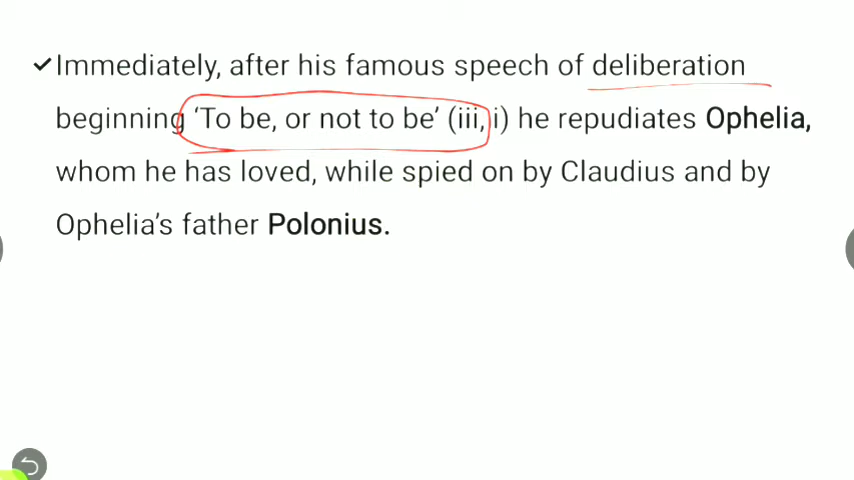 ✓Immediately, after his famous speech of deliberation
beginning ‘To be, or not to be’ (iii,i) he repudiates Ophelia,
whom he has loved, while spied on by Claudius and by
Ophelia’s father Polonius.